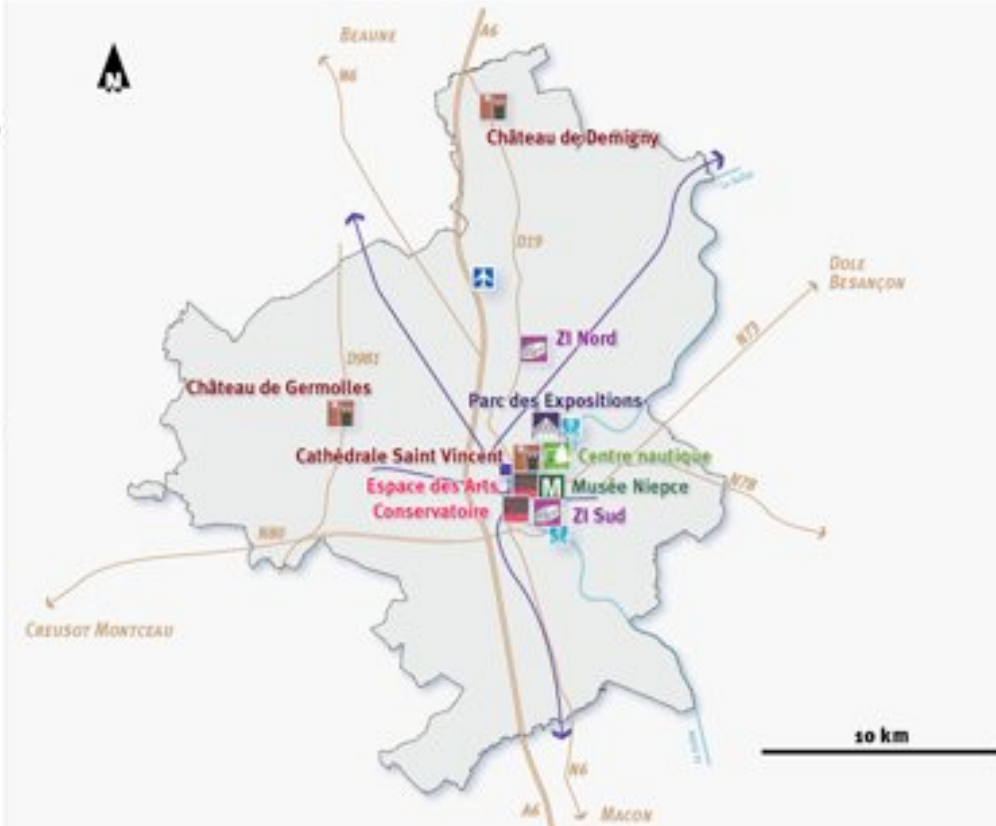 A6
BEAUNE
N6
N
Château de Demigny
D19
DOLE
BESANÇON
N73
ZI Nord
D981
Château de Germolles
Parc des Expositions
Cathédrale Saint Vincent
Centre nautique
Espace des Arts
M
Musée Niepce
N78
Conservatoire
ZI Sud
N80
CREUSOT MONTCEAU
10 km
N6
A6
MACON